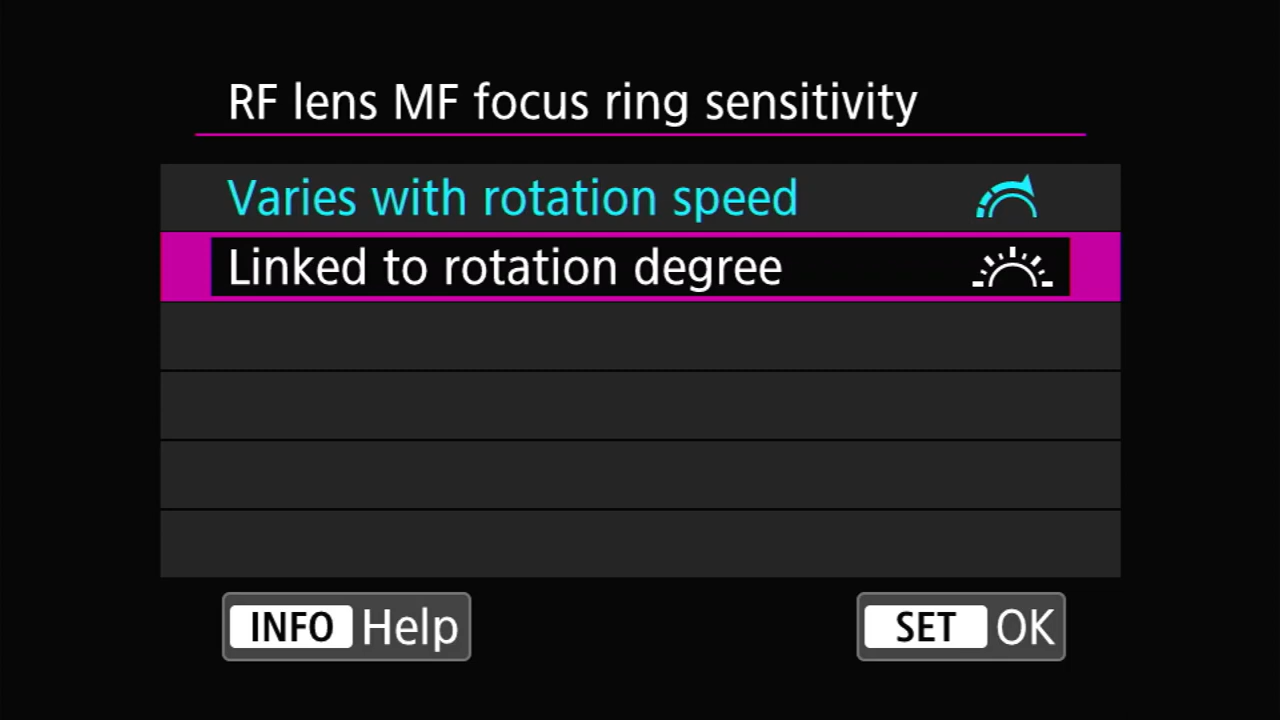 RF lens MF focus ring sensitivity
Varies with rotation speed
Linked to rotation degree
INFO Help
SET OK